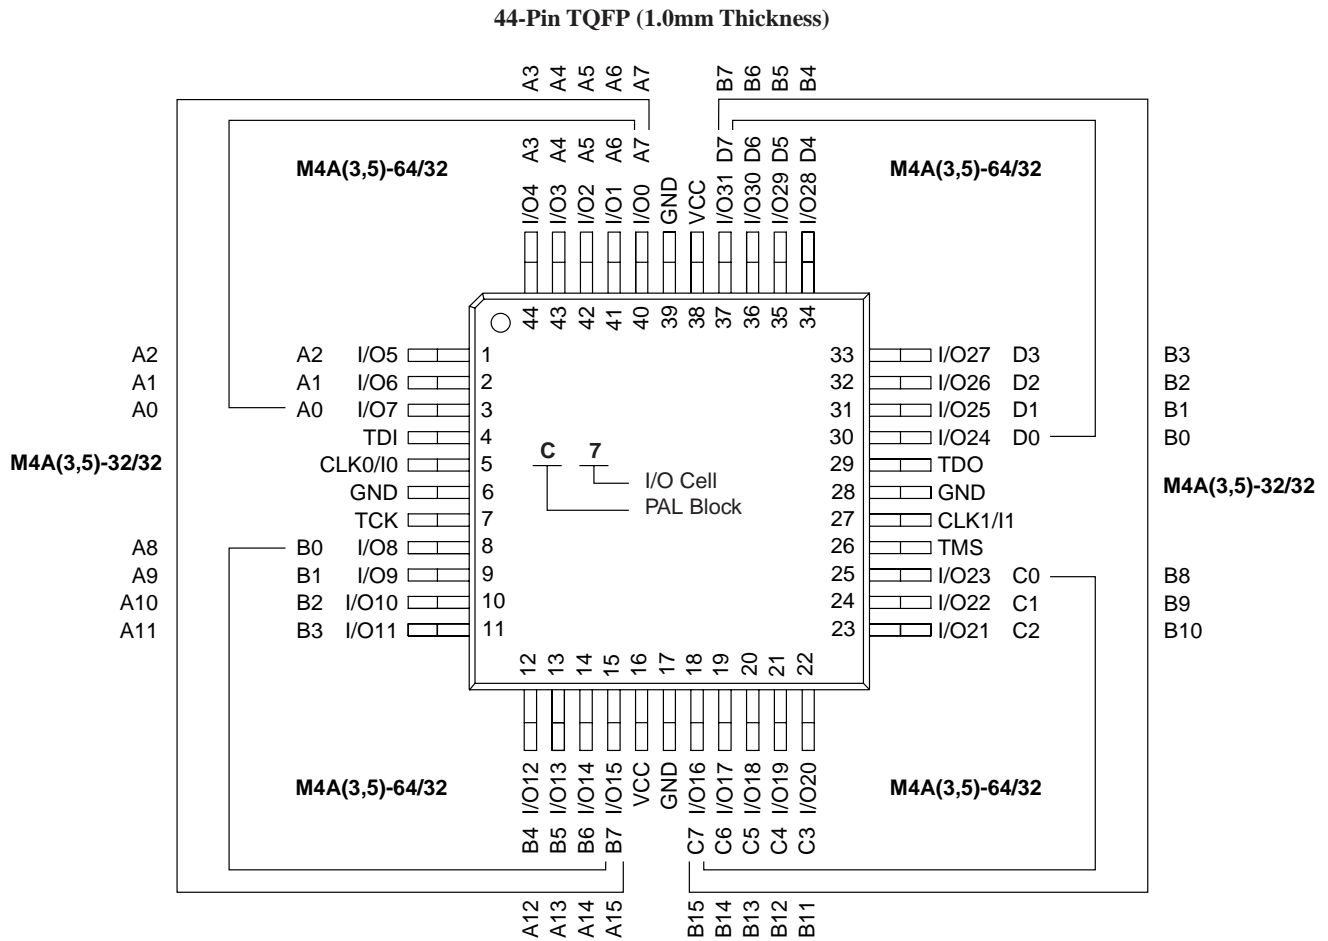 44-Pin TQFP (1.0mm Thickness)
A3 A4 A5 A6 A7 B7 B6 B5 B4
A3 A4 A5 A6 A7 D7 D6 D5 D4
M4A(3,5)-64/32 M4A(3,5)-64/32
I/O4 I/O3 I/O2 I/O1 I/O0 GND VCC I/O31 I/O30 I/O29 I/O28
44 43 42 41 40 39 38 37 36 35 34
A2 A2 I/O5 1 33 I/O27 D3 B3
A1 A1 I/O6 2 32 I/O26 D2 B2
A0 A0 I/O7 3 31 I/O25 D1 B1
TDI 4 30 I/O24 D0 B0
M4A(3,5)-32/32 CLK0/I0 5 C 7 29 TDO
GND 6 I/O Cell 28 GND M4A(3,5)-32/32
TCK 7 PAL Block 27 CLK1/I1
A8 B0 I/O8 8 26 TMS
A9 B1 I/O9 9 25 I/O23 C0 B8
A10 B2 I/O10 10 24 I/O22 C1 B9
A11 B3 I/O11 11 23 I/O21 C2 B10
12 13 14 15 16 17 18 19 20 21 22
I/O12 I/O13 I/O14 I/O15 VCC GND I/O16 I/O17 I/O18 I/O19 I/O20
M4A(3,5)-64/32 M4A(3,5)-64/32
B4 B5 B6 B7 C7 C6 C5 C4 C3
A12 A13 A14 A15 B15 B14 B13 B12 B11